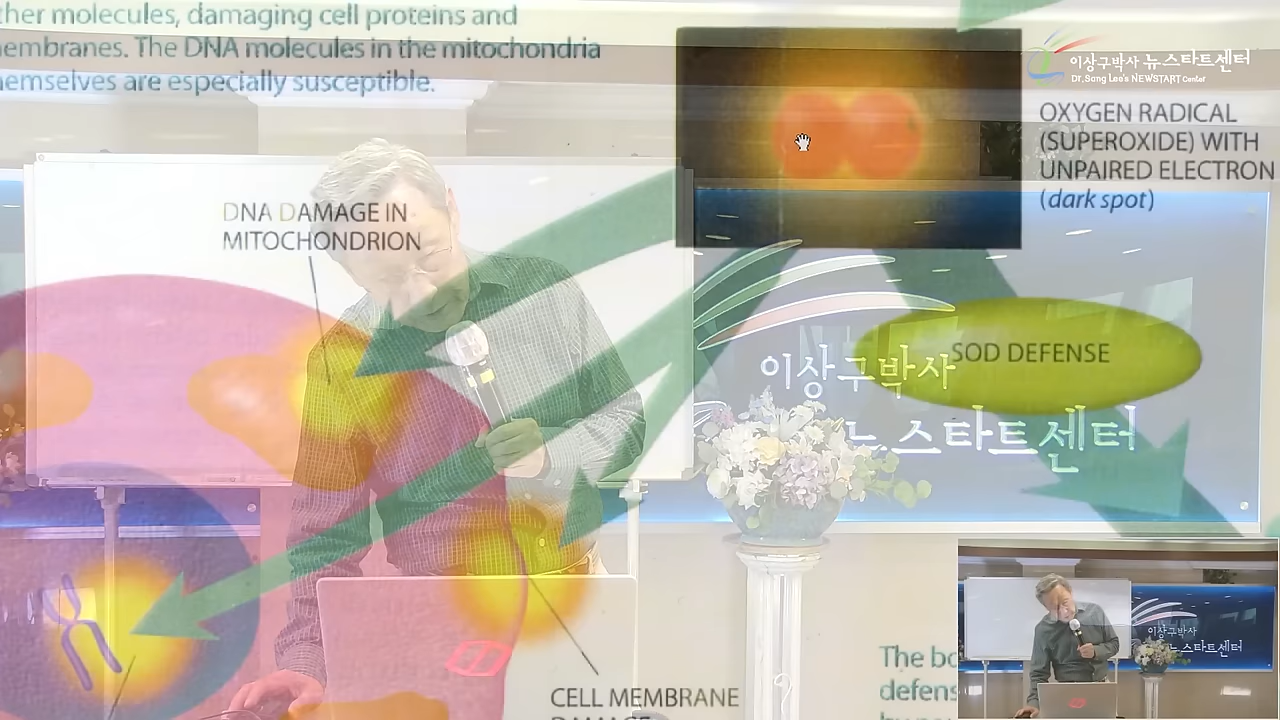 ther molecules, damaging cell proteins and
membranes. The DNA molecules in the mitochondria
hemselves are especially susceptible.
이상구박사 뉴스타트센터
Dr.Sang Lee's NEWSTART Center
OXYGEN RADICAL
(SUPEROXIDE) WITH
UNPAIRED ELECTRON
(dark spot)
DNA DAMAGE IN
MITOCHONDRION
SOD DEFENSE
이상구박사
뉴스타트센터
CELL MEMBRANE
DAMAGE
The bo
defens
이상구박사
뉴스타트센터